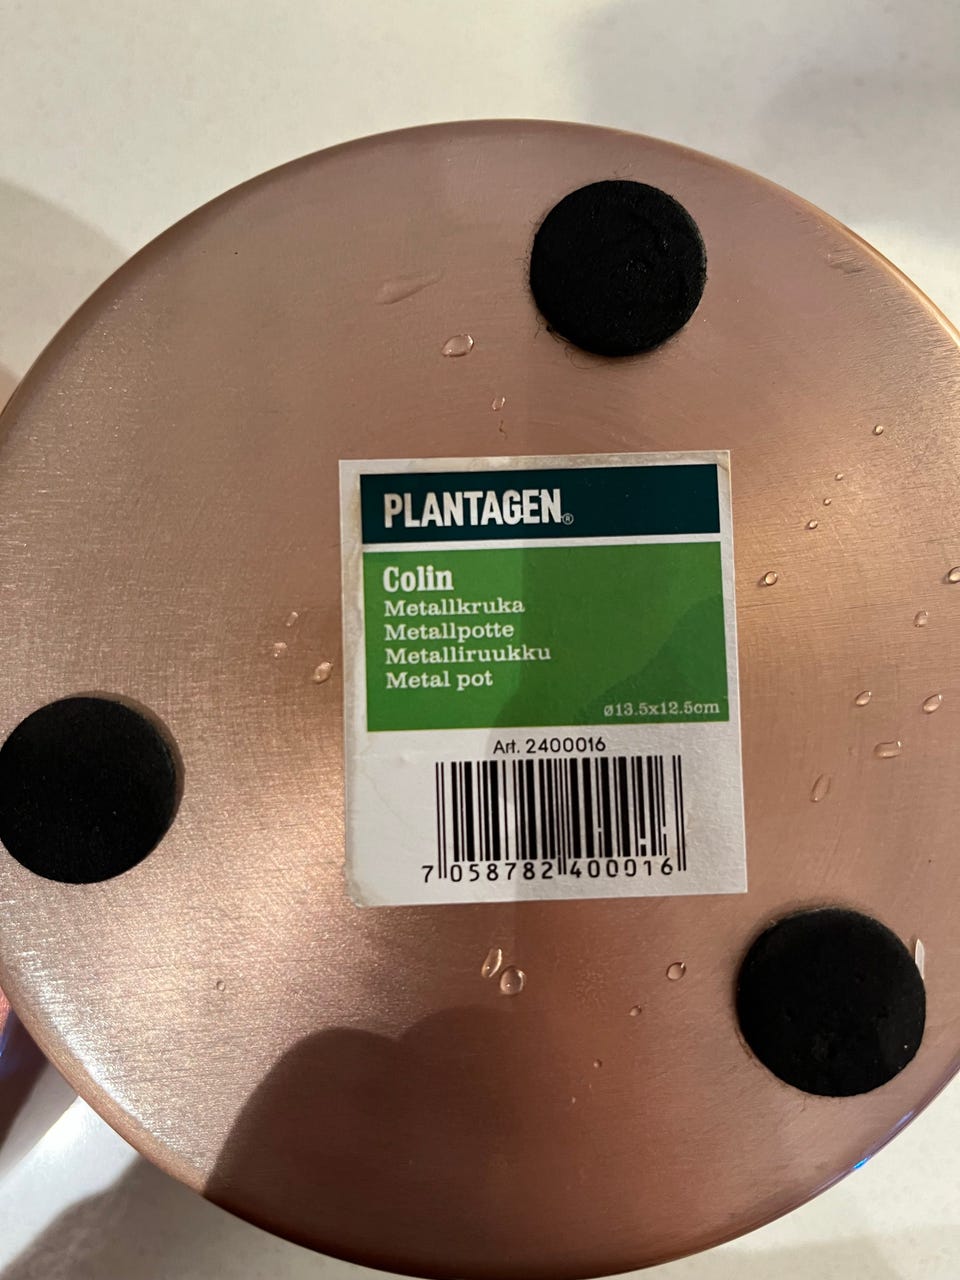 PLANTAGEN®
Colin
Metallkruka
Metallpotte
Metalliruukku
Metal pot
ø13.5x12.5cm
Art. 2400016
7 058782 400016